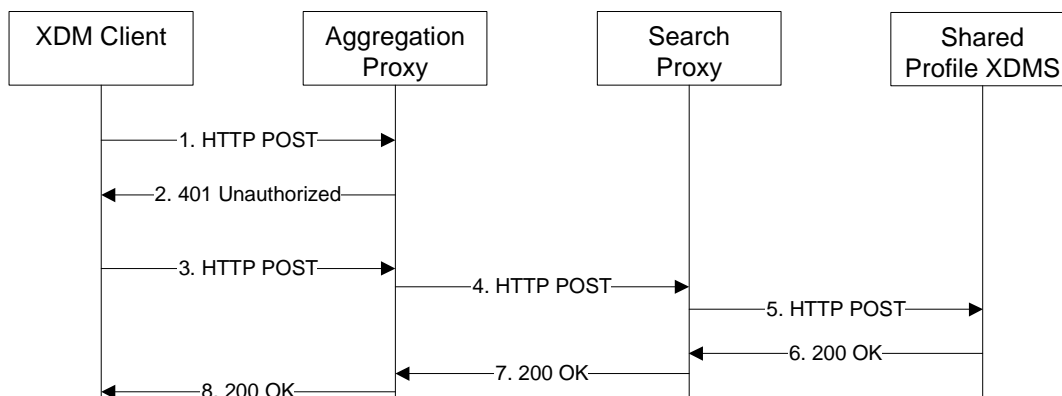 XDM Client
Aggregation
Proxy
Search
Proxy
Shared
Profile XDMS
1. HTTP POST
2. 401 Unauthorized
3. HTTP POST
4. HTTP POST
5. HTTP POST
6. 200 OK
7. 200 OK
8. 200 OK